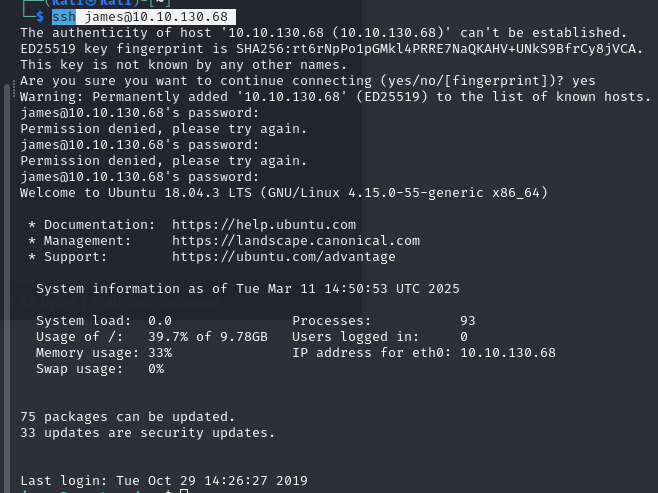 (kali㉿kali)-[~]
└─$ ssh james@10.10.130.68
The authenticity of host '10.10.130.68 (10.10.130.68)' can't be established.
ED25519 key fingerprint is SHA256:rt6rNpPo1pGMkl4PRRE7NaQKAHV+UNkS9BfrCy8jVCA.
This key is not known by any other names.
Are you sure you want to continue connecting (yes/no/[fingerprint])? yes
Warning: Permanently added '10.10.130.68' (ED25519) to the list of known hosts.
james@10.10.130.68's password:
Permission denied, please try again.
james@10.10.130.68's password:
Permission denied, please try again.
james@10.10.130.68's password:
Welcome to Ubuntu 18.04.3 LTS (GNU/Linux 4.15.0-55-generic x86_64)
* Documentation: https://help.ubuntu.com
* Management: https://landscape.canonical.com
* Support: https://ubuntu.com/advantage
System information as of Tue Mar 11 14:50:53 UTC 2025
System load: 0.0 Processes: 93
Usage of /: 39.7% of 9.78GB Users logged in: 0
Memory usage: 33% IP address for eth0: 10.10.130.68
Swap usage: 0%
75 packages can be updated.
33 updates are security updates.
Last login: Tue Oct 29 14:26:27 2019